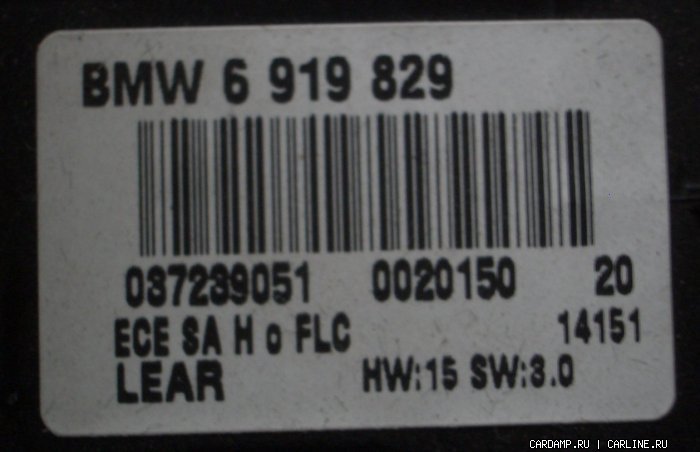 BMW 6 919 829
037239051 0020150 20
ECE SA H o FLC 14151
LEAR HW:15 SW:3.0
CARDAMP.RU | CARLINE.RU